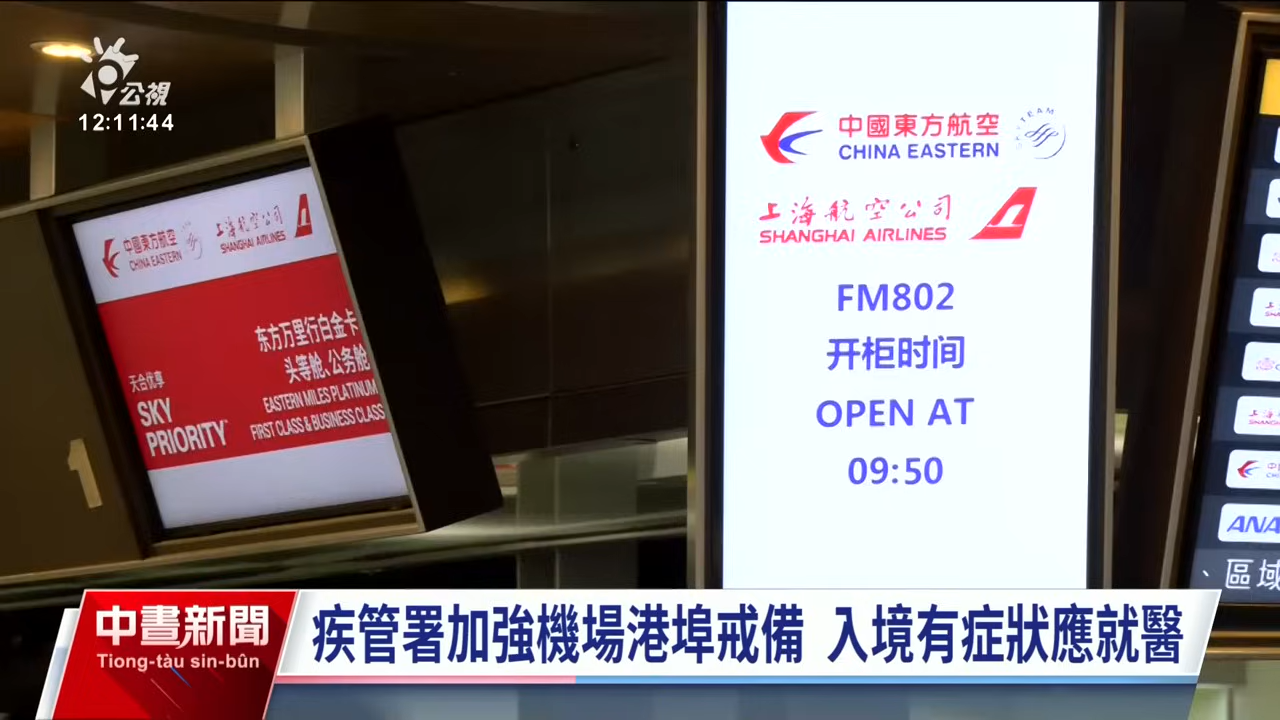 公視
12:11:44
中國東方航空
CHINA EASTERN
上海航空公司
SHANGHAI AIRLINES
东方万里行白金卡
头等舱、公务舱
天合优享
SKY
PRIORITY
EASTERN MILES PLATINUM
FIRST CLASS & BUSINESS CLASS
1
中國東方航空
CHINA EASTERN
SKYTEAM
上海航空公司
SHANGHAI AIRLINES
FM802
开柜时间
OPEN AT
09:50
ANA
、區域
中晝新聞
Tiong-tàu sin-bûn
疾管署加強機場港埠戒備 入境有症狀應就醫